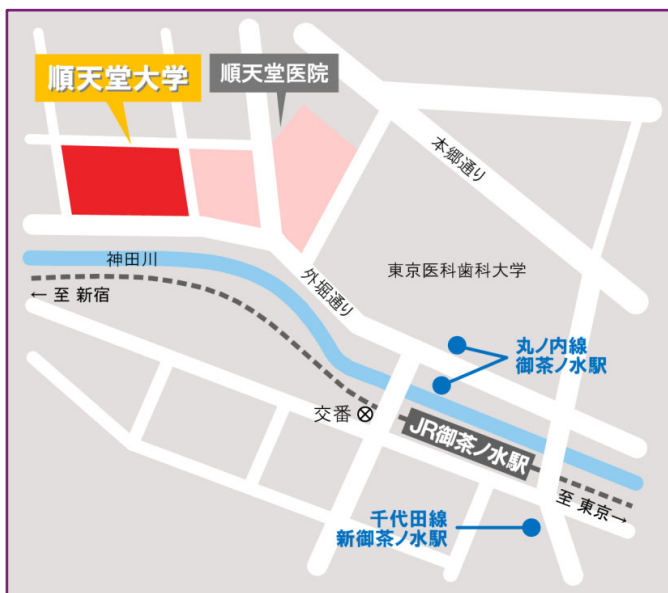 順天堂大学
順天堂医院
本郷通り
神田川
← 至 新宿
外堀通り
東京医科歯科大学
丸ノ内線
御茶ノ水駅
交番
JR御茶ノ水駅
至 東京→
千代田線
新御茶ノ水駅